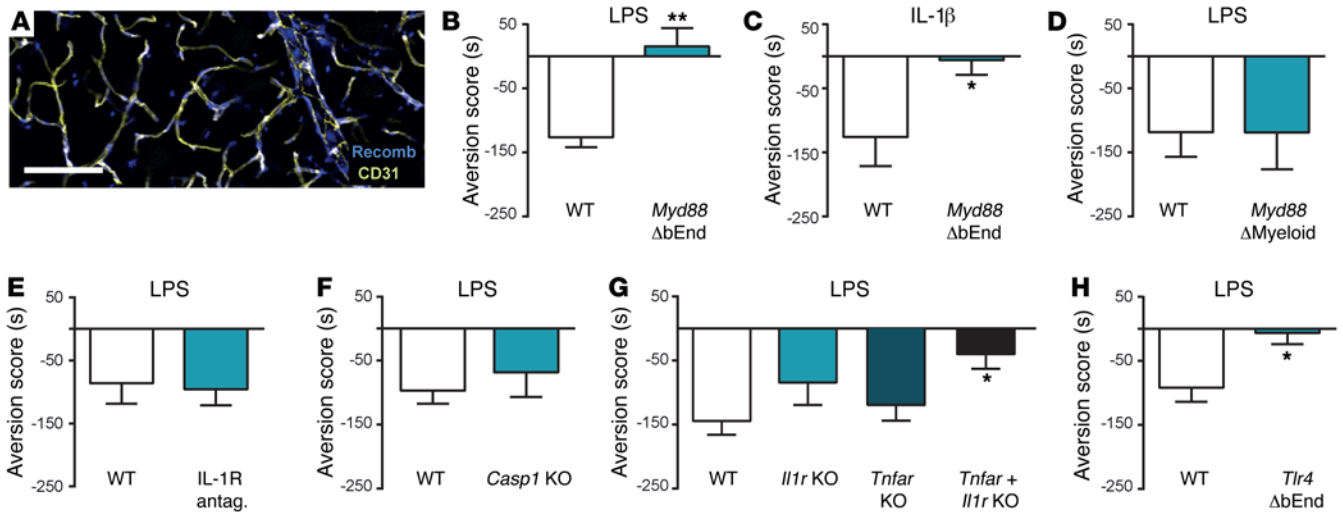 A
Recomb
CD31
B
LPS
Aversion score (s)
50
-50
-150
-250
**
WT
Myd88
ΔbEnd
C
IL-1β
Aversion score (s)
50
-50
-150
-250
*
WT
Myd88
ΔbEnd
D
LPS
Aversion score (s)
50
-50
-150
-250
WT
Myd88
ΔMyeloid
E
LPS
Aversion score (s)
50
-50
-150
-250
WT
IL-1R
antag.
F
LPS
Aversion score (s)
50
-50
-150
-250
WT
Casp1 KO
G
LPS
Aversion score (s)
50
-50
-150
-250
*
WT
Il1r KO
Tnfar
KO
Tnfar +
Il1r KO
H
LPS
Aversion score (s)
50
-50
-150
-250
*
WT
Tlr4
ΔbEnd